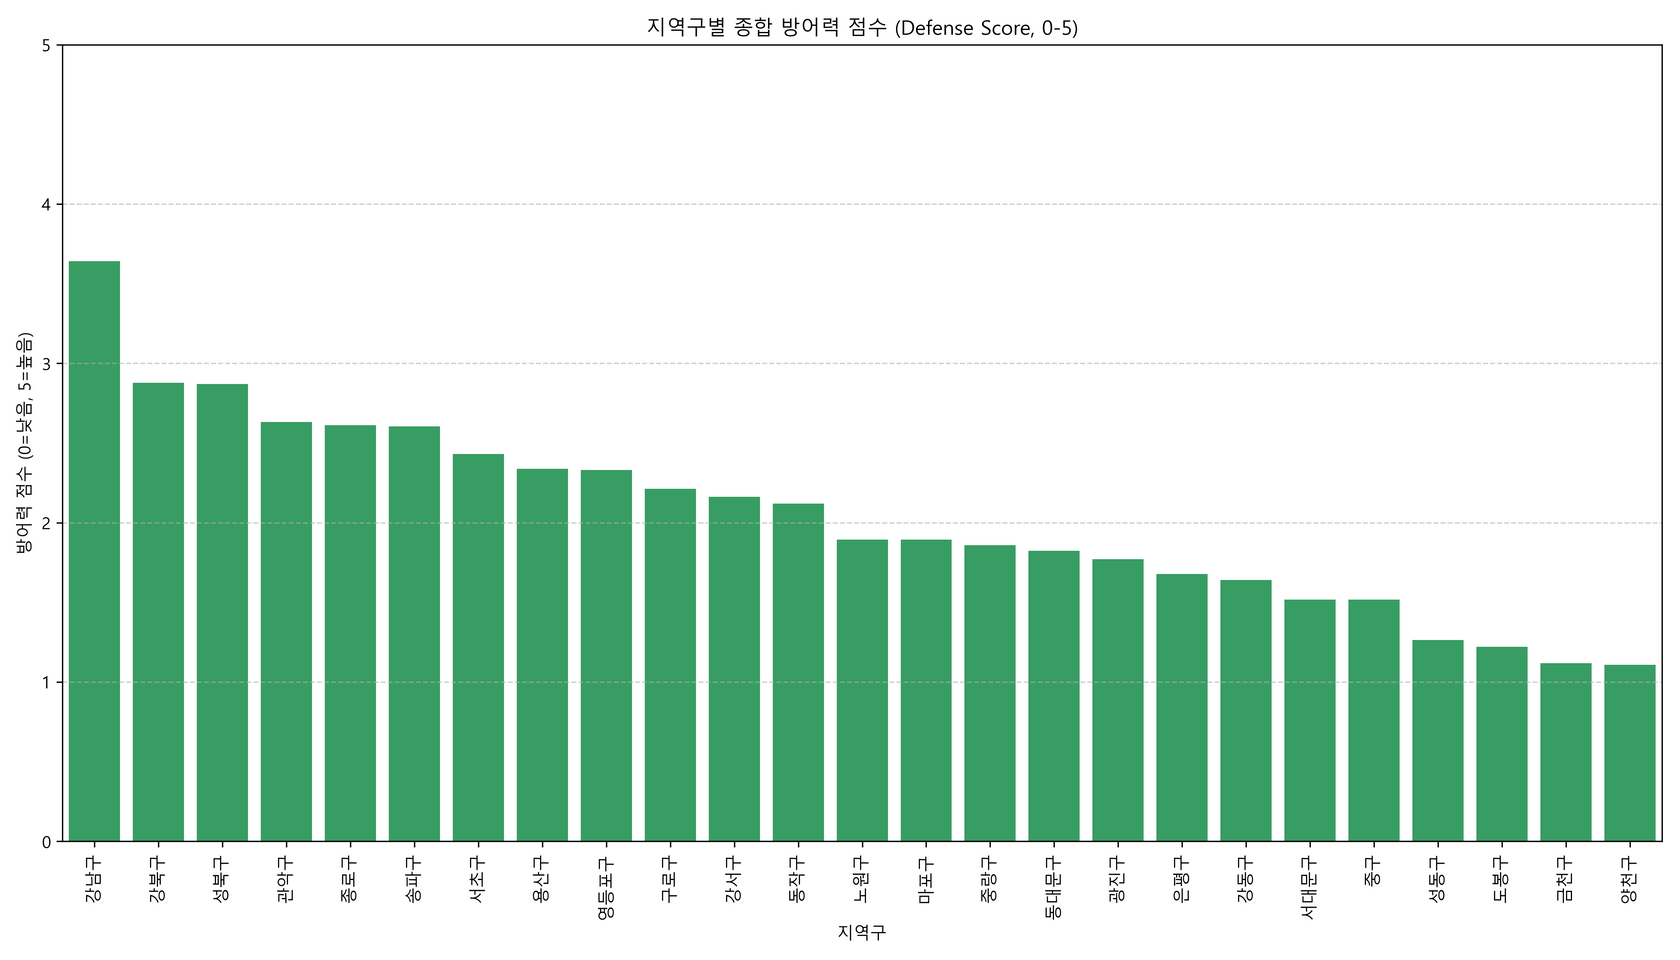 지역구별 종합 방어력 점수 (Defense Score, 0-5)
방어력 점수 (0=낮음, 5=높음)
5
4
3
2
1
0
강남구
강북구
성북구
관악구
종로구
송파구
서초구
용산구
영등포구
구로구
강서구
동작구
노원구
마포구
중랑구
동대문구
광진구
은평구
강동구
서대문구
중구
성동구
도봉구
금천구
양천구
지역구